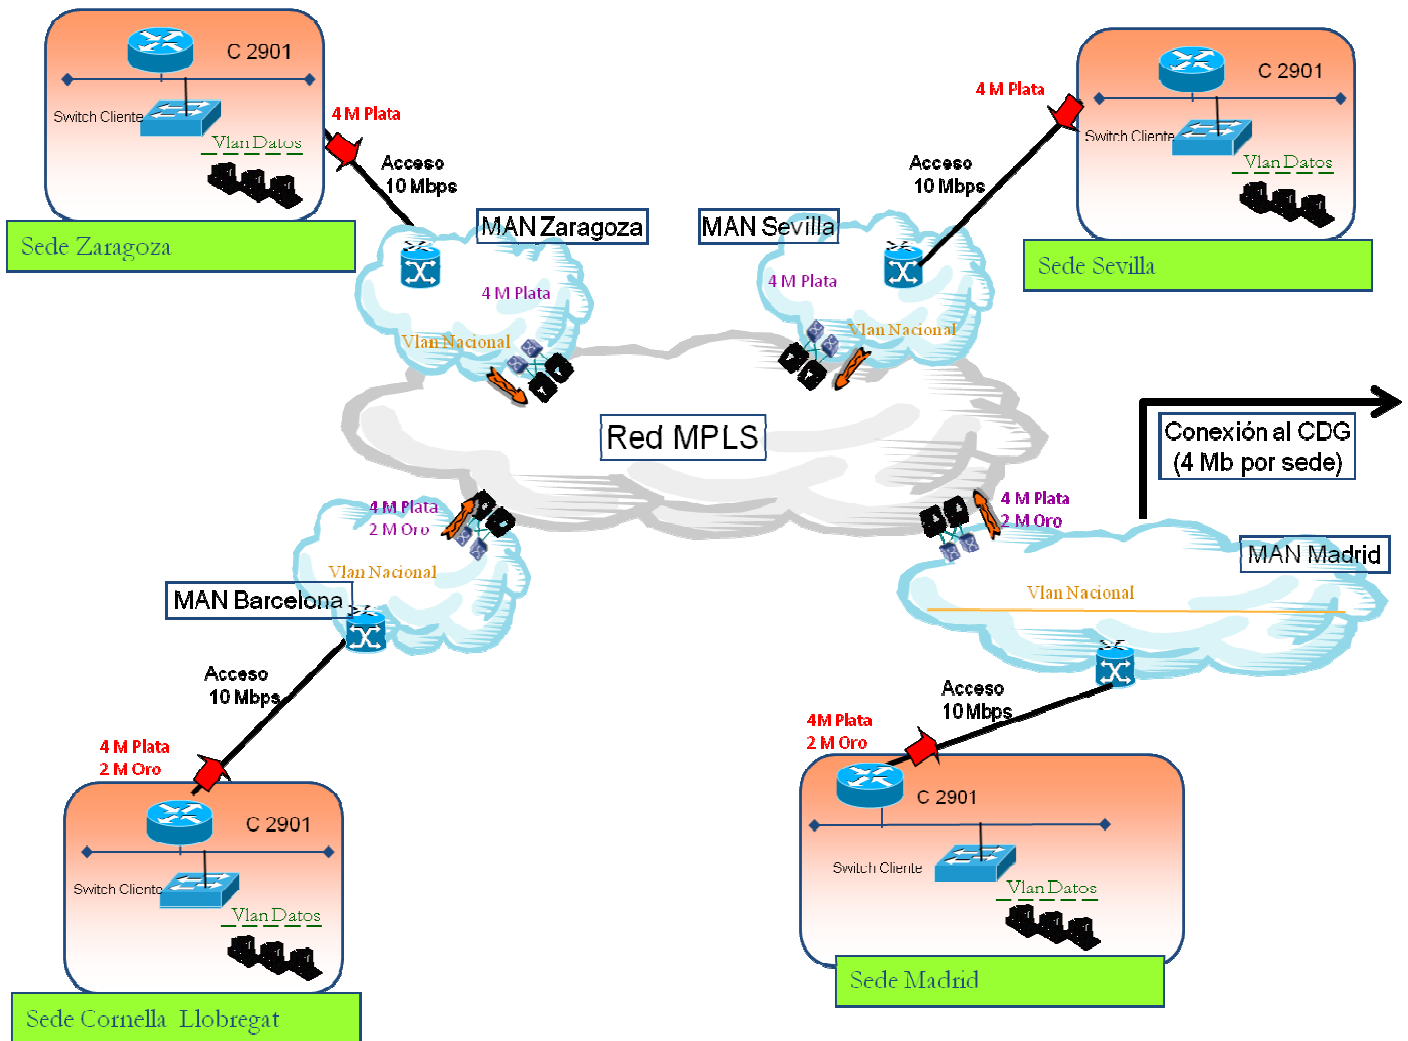 C 2901
Switch Cliente
Vlan Datos
Sede Zaragoza
4 M Plata
Acceso
10 Mbps
MAN Zaragoza
4 M Plata
Vlan Nacional
C 2901
Switch Cliente
Vlan Datos
Sede Sevilla
4 M Plata
Acceso
10 Mbps
MAN Sevilla
4 M Plata
Vlan Nacional
Red MPLS
Conexión al CDG
(4 Mb por sede)
4 M Plata
2 M Oro
Vlan Nacional
MAN Barcelona
Acceso
10 Mbps
4 M Plata
2 M Oro
C 2901
Switch Cliente
Vlan Datos
Sede Cornella Llobregat
4 M Plata
2 M Oro
MAN Madrid
Vlan Nacional
Acceso
10 Mbps
4 M Plata
2 M Oro
C 2901
Switch Cliente
Vlan Datos
Sede Madrid